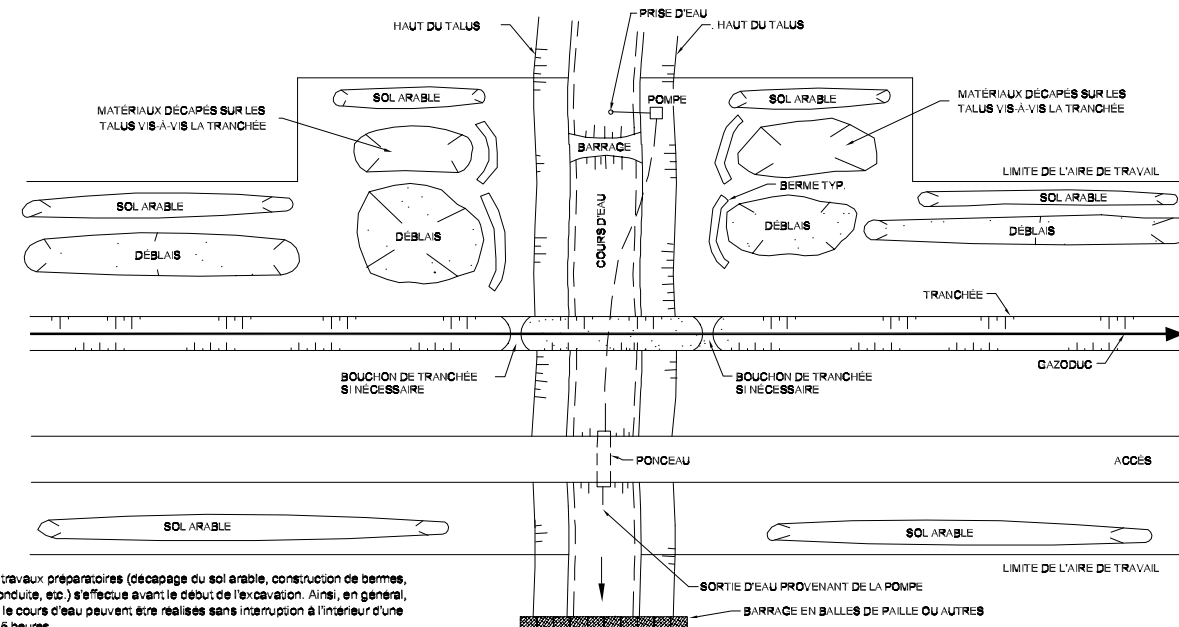 PRISE D'EAU
HAUT DU TALUS
HAUT DU TALUS
MATÉRIAUX DÉCAPÉS SUR LES
TALUS VIS-À-VIS LA TRANCHÉE
SOL ARABLE
POMPE
SOL ARABLE
MATÉRIAUX DÉCAPÉS SUR LES
TALUS VIS-À-VIS LA TRANCHÉE
BARRAGE
LIMITE DE L'AIRE DE TRAVAIL
BERME TYP.
SOL ARABLE
SOL ARABLE
COURS D'EAU
DÉBLAIS
DÉBLAIS
DÉBLAIS
DÉBLAIS
TRANCHÉE
GAZODUC
BOUCHON DE TRANCHÉE
SI NÉCESSAIRE
BOUCHON DE TRANCHÉE
SI NÉCESSAIRE
PONCEAU
ACCÈS
SOL ARABLE
SOL ARABLE
LIMITE DE L'AIRE DE TRAVAIL
travaux préparatoires (décapage du sol arable, construction de bermes,
onduite, etc.) s'effectue avant le début de l'excavation. Ainsi, en général,
le cours d'eau peuvent être réalisés sans interruption à l'intérieur d'une
5 heures
SORTIE D'EAU PROVENANT DE LA POMPE
BARRAGE EN BALLES DE PAILLE OU AUTRES